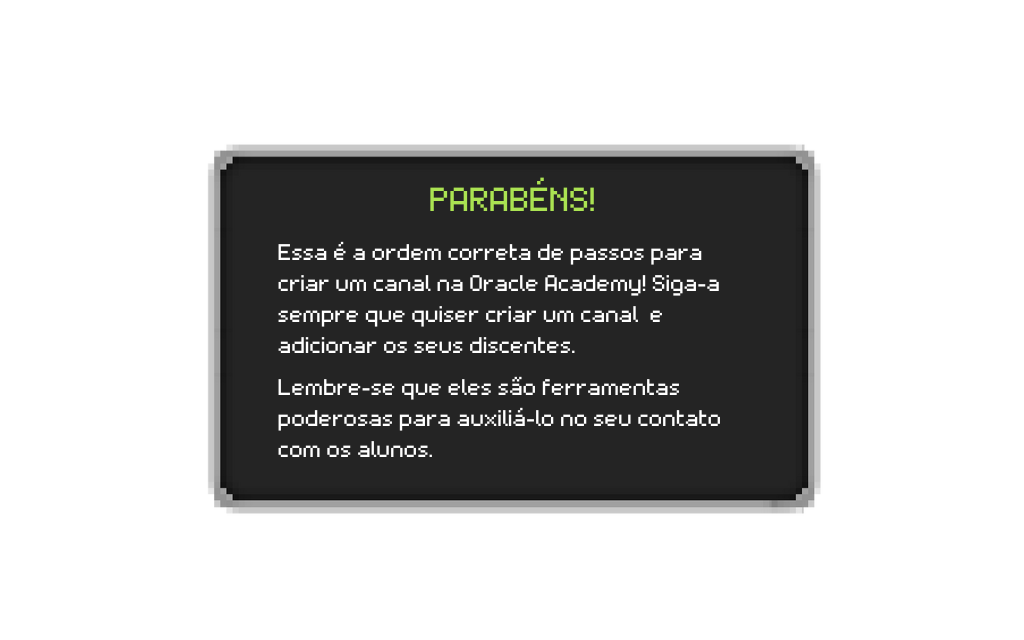 PARABÉNS!
Essa é a ordem correta de passos para
criar um canal na Oracle Academy! Siga-a
sempre que quiser criar um canal e
adicionar os seus discentes.
Lembre-se que eles são ferramentas
poderosas para auxiliá-lo no seu contato
com os alunos.